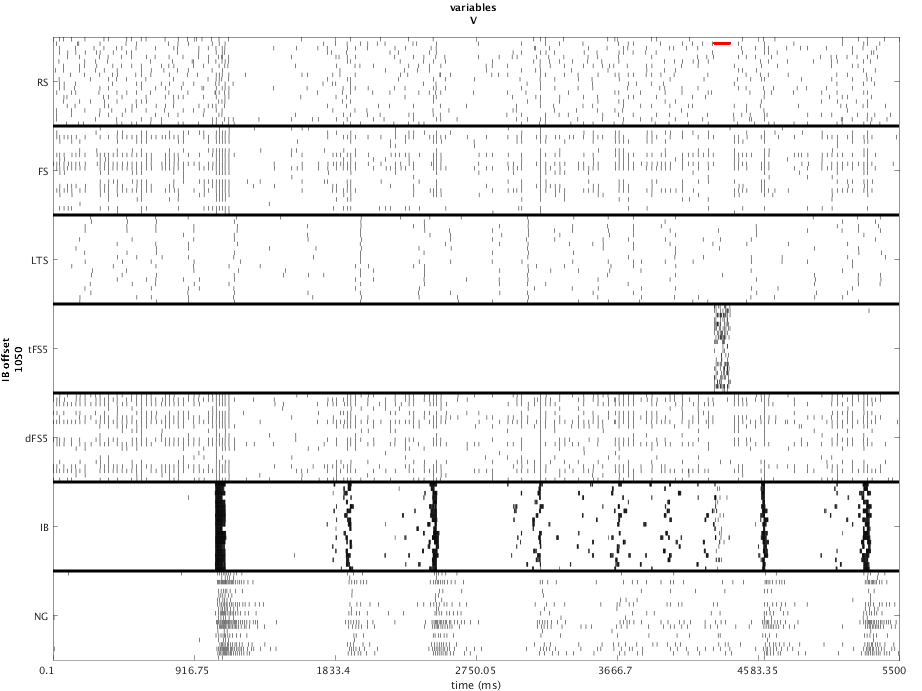 variables
V
RS
FS
LTS
tFS5
dFS5
IB
NG
IB offset
1050
0.1 916.75 1833.4 2750.05 3666.7 4583.35 5500
time (ms)